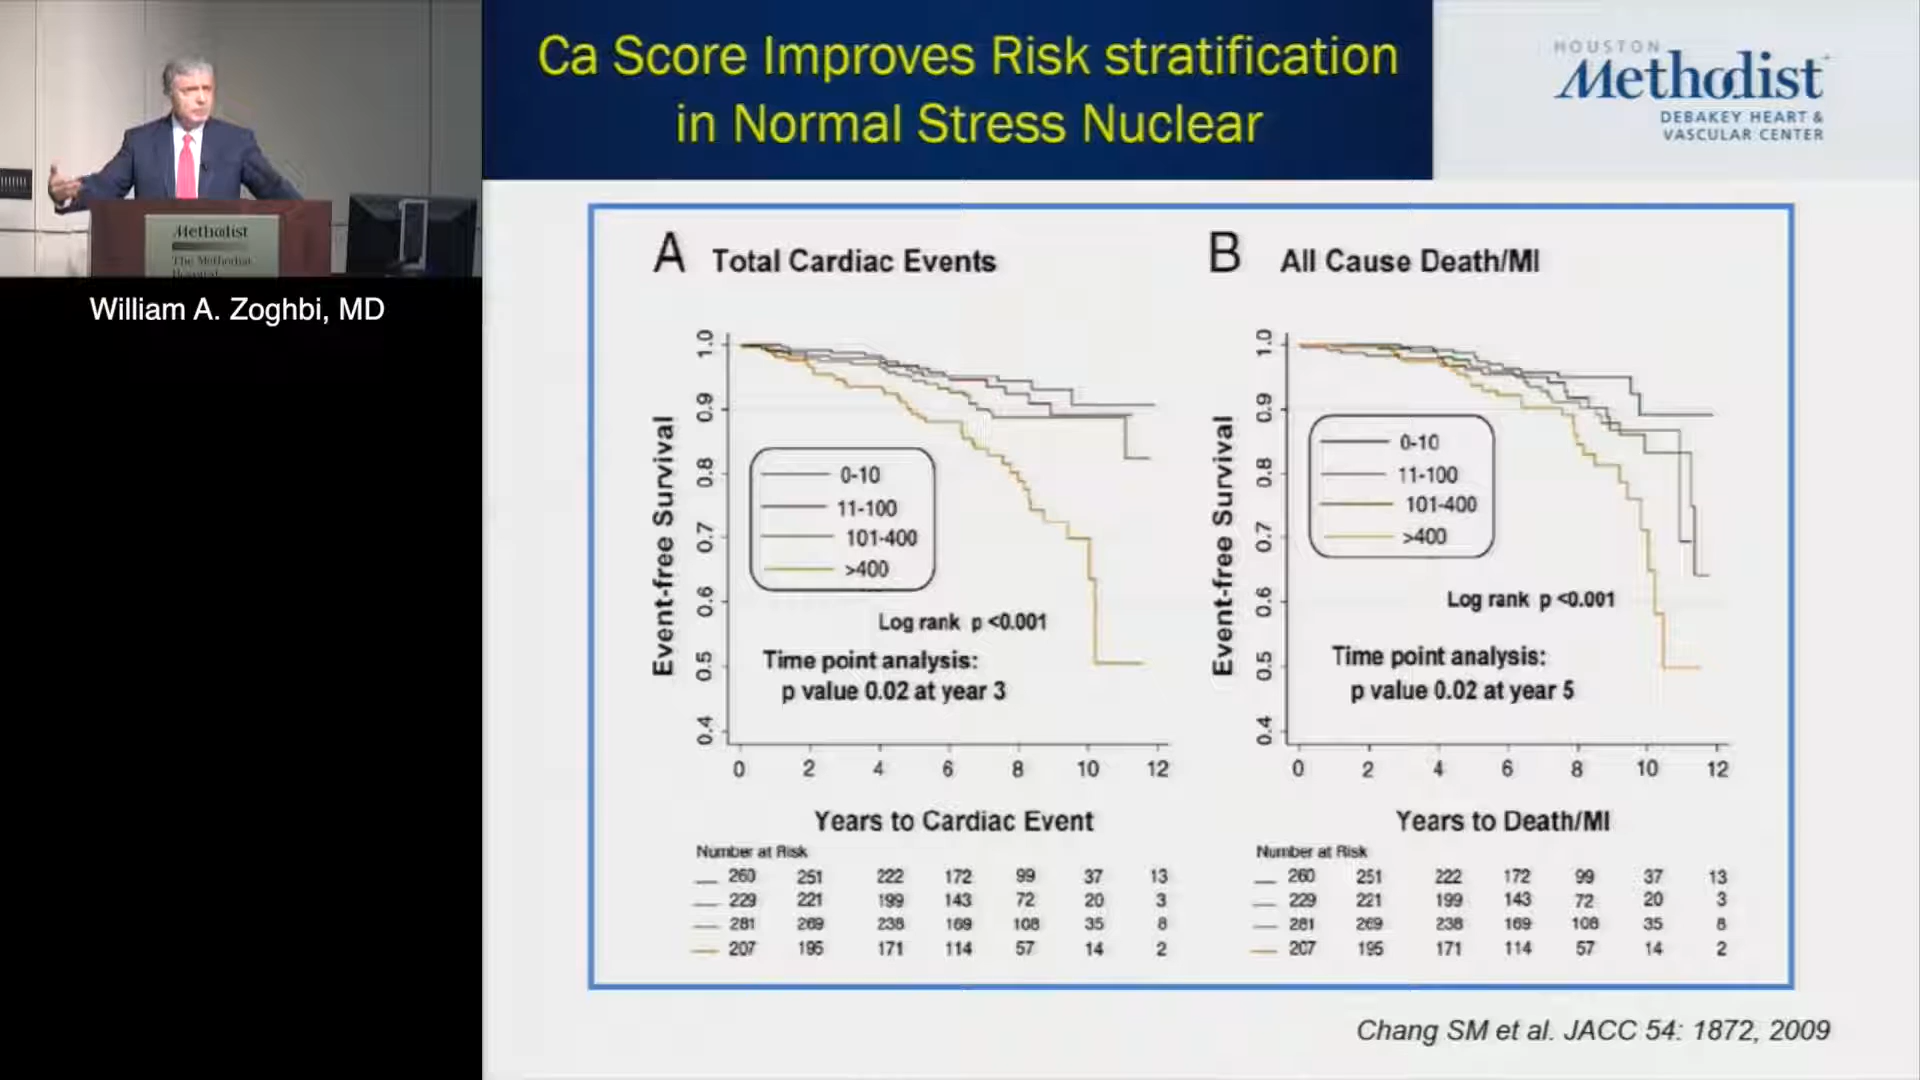 Ca Score Improves Risk stratification
in Normal Stress Nuclear
HOUSTON
Methodist
DEBAKEY HEART &
VASCULAR CENTER
Methodist
The Methodist
Hospital
William A. Zoghbi, MD
A Total Cardiac Events
Event-free Survival
1.0
0.9
0.8
0.7
0.6
0.5
0.4
0-10
11-100
101-400
>400
Log rank p <0.001
Time point analysis:
p value 0.02 at year 3
0 2 4 6 8 10 12
Years to Cardiac Event
Number at Risk
260 251 222 172 99 37 13
229 221 199 143 72 20 3
281 269 238 169 108 35 8
207 195 171 114 57 14 2
B All Cause Death/MI
Event-free Survival
1.0
0.9
0.8
0.7
0.6
0.5
0.4
0-10
11-100
101-400
>400
Log rank p <0.001
Time point analysis:
p value 0.02 at year 5
0 2 4 6 8 10 12
Years to Death/MI
Number at Risk
260 251 222 172 99 37 13
229 221 199 143 72 20 3
281 269 238 169 108 35 8
207 195 171 114 57 14 2
Chang SM et al. JACC 54: 1872, 2009